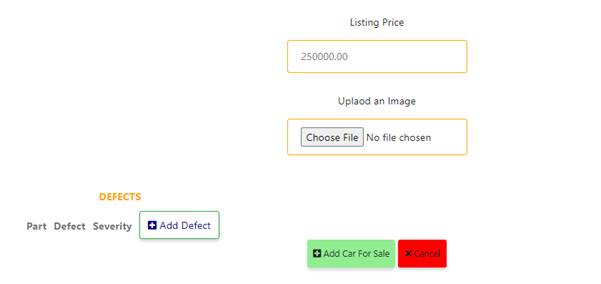 Listing Price
250000.00
Uplaod an Image
Choose File No file chosen
DEFECTS
Part Defect Severity Add Defect
Add Car For Sale Cancel